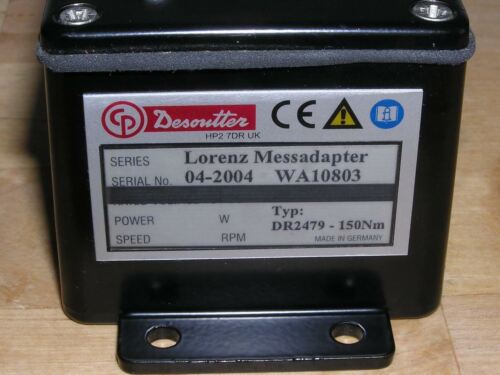 CP Desoutter
HP2 7DR UK
SERIES Lorenz Messadapter
SERIAL No. 04-2004 WA10803
POWER W Typ:
DR2479 - 150Nm
SPEED RPM MADE IN GERMANY